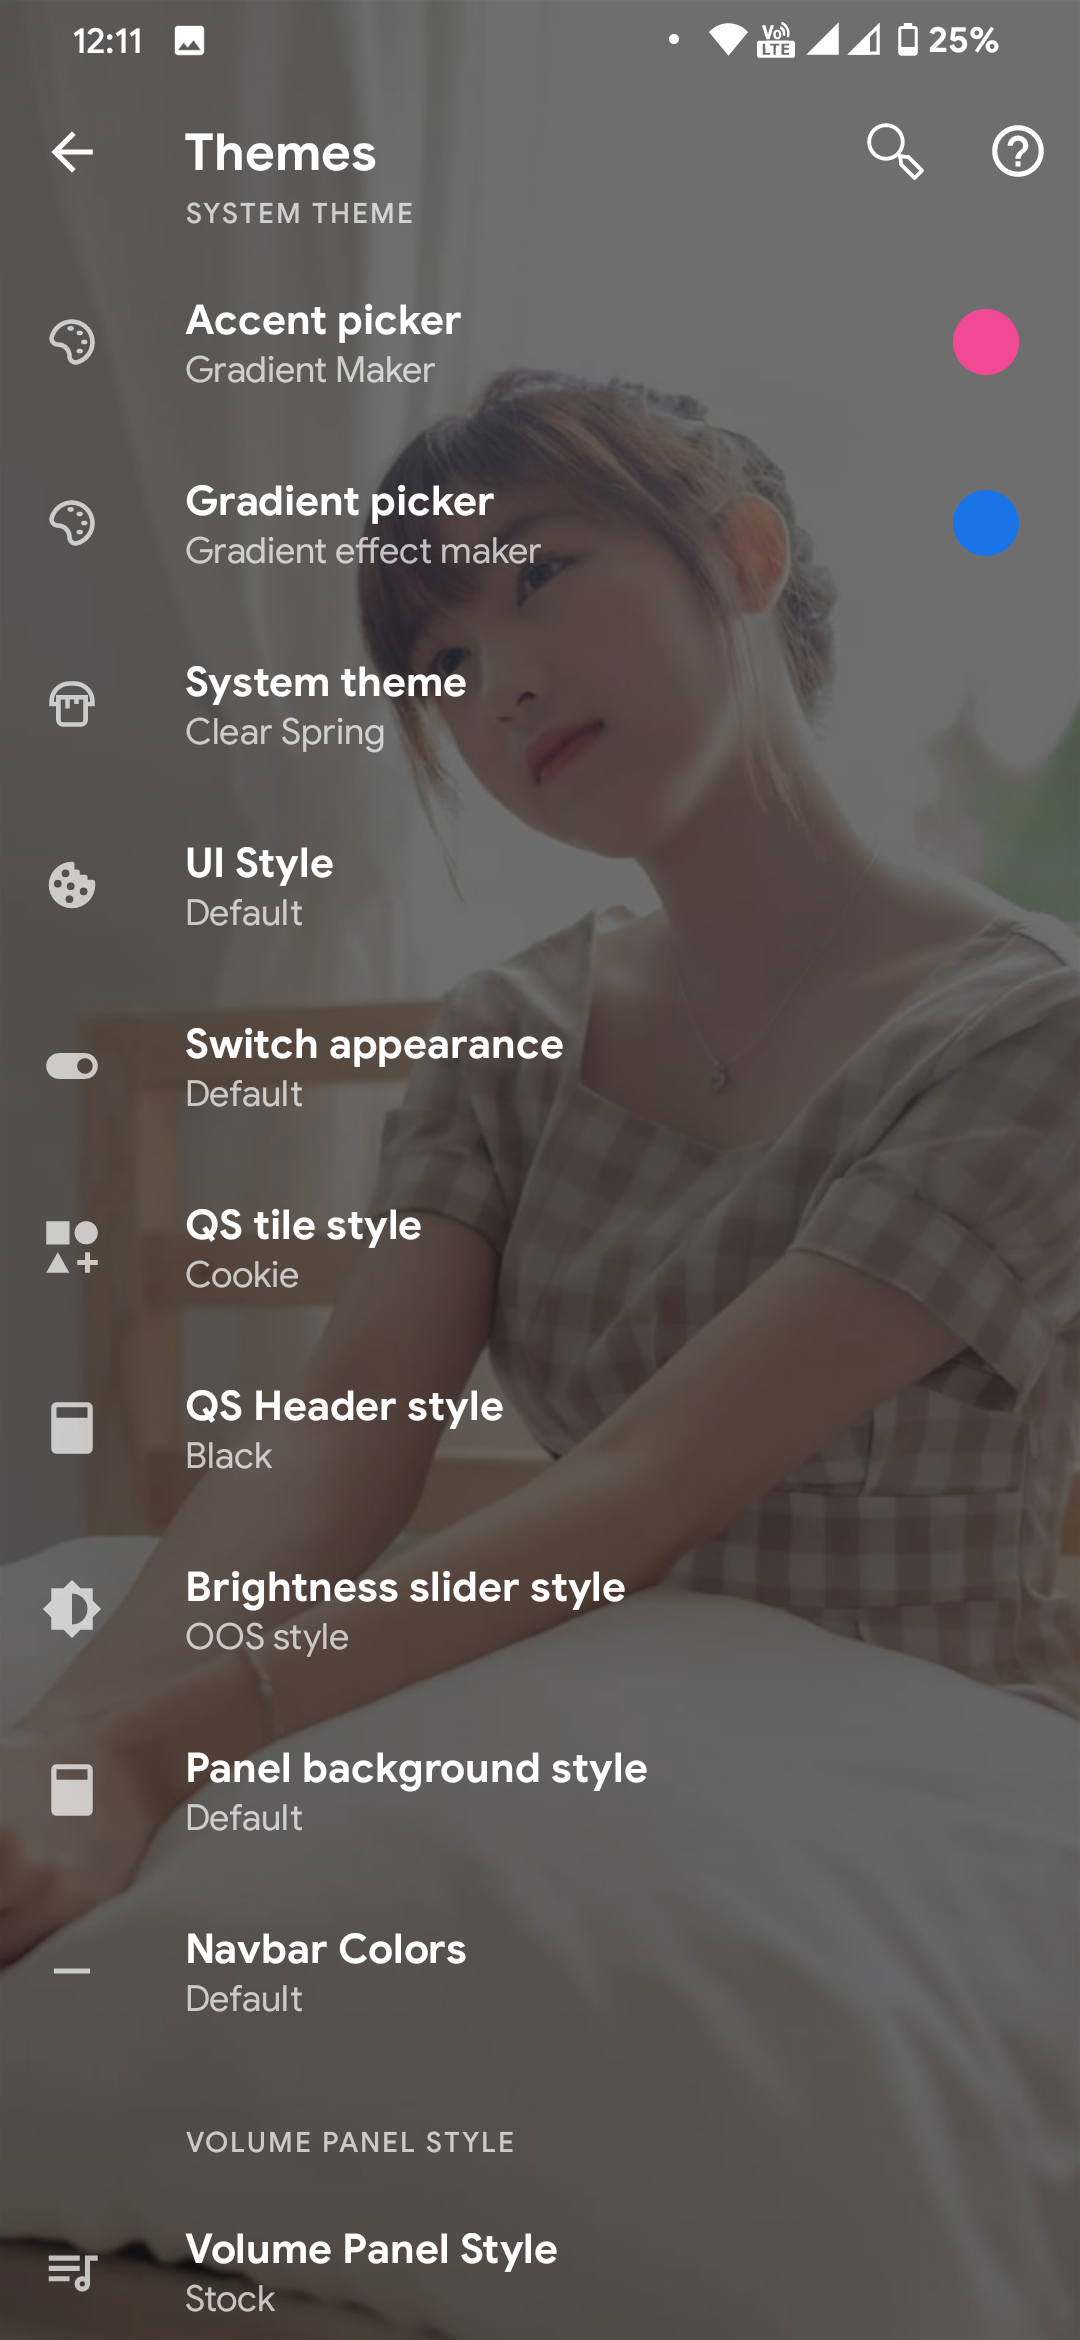 12:11
Vo)) LTE
25%
Themes
SYSTEM THEME
Accent picker
Gradient Maker
Gradient picker
Gradient effect maker
System theme
Clear Spring
UI Style
Default
Switch appearance
Default
QS tile style
Cookie
QS Header style
Black
Brightness slider style
OOS style
Panel background style
Default
Navbar Colors
Default
VOLUME PANEL STYLE
Volume Panel Style
Stock